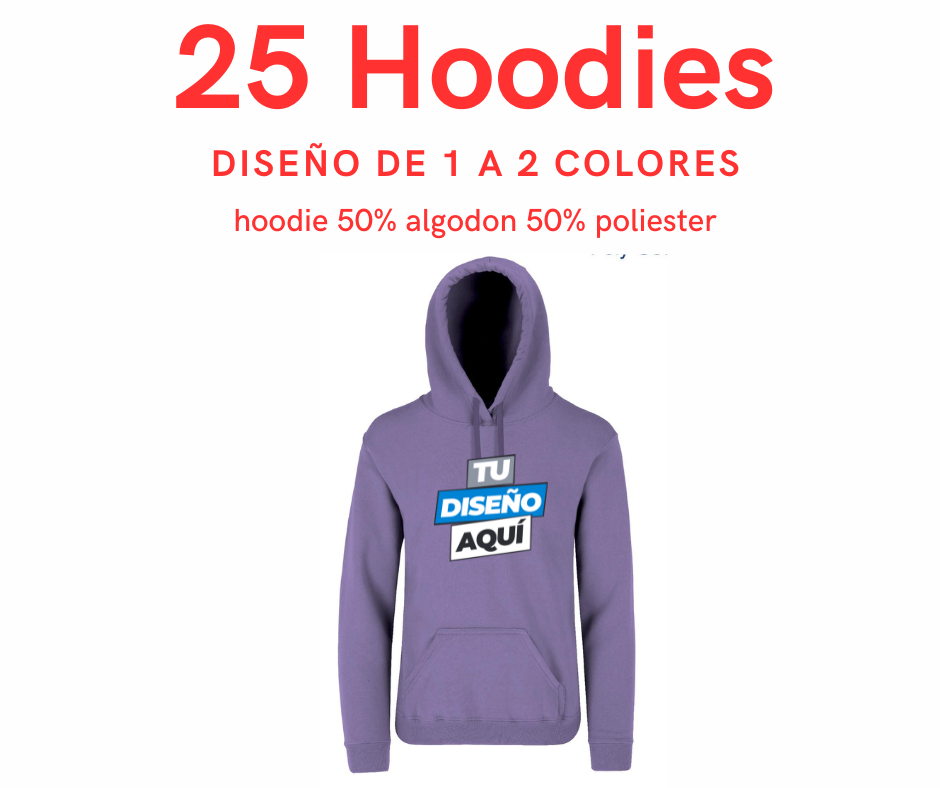 25 Hoodies
DISEÑO DE 1 A 2 COLORES
hoodie 50% algodon 50% poliester
TU
DISEÑO
AQUÍ